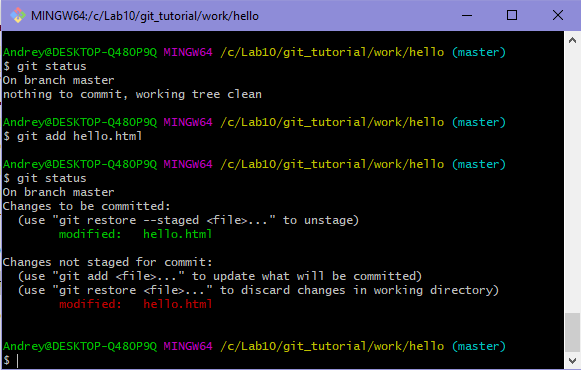 MINGW64:/c/Lab10/git_tutorial/work/hello
Andrey@DESKTOP-Q480P9Q MINGW64 /c/Lab10/git_tutorial/work/hello (master)
$ git status
On branch master
nothing to commit, working tree clean
Andrey@DESKTOP-Q480P9Q MINGW64 /c/Lab10/git_tutorial/work/hello (master)
$ git add hello.html
Andrey@DESKTOP-Q480P9Q MINGW64 /c/Lab10/git_tutorial/work/hello (master)
$ git status
On branch master
Changes to be committed:
  (use "git restore --staged <file>..." to unstage)
        modified:   hello.html
Changes not staged for commit:
  (use "git add <file>..." to update what will be committed)
  (use "git restore <file>..." to discard changes in working directory)
        modified:   hello.html
Andrey@DESKTOP-Q480P9Q MINGW64 /c/Lab10/git_tutorial/work/hello (master)
$